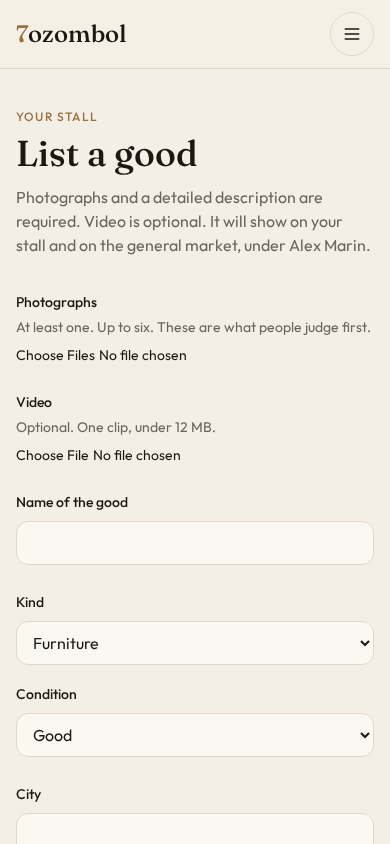 7ozombol
YOUR STALL
List a good
Photographs and a detailed description are
required. Video is optional. It will show on your
stall and on the general market, under Alex Marin.
Photographs
At least one. Up to six. These are what people judge first.
Choose Files No file chosen
Video
Optional. One clip, under 12 MB.
Choose File No file chosen
Name of the good
Kind
Furniture
Condition
Good
City